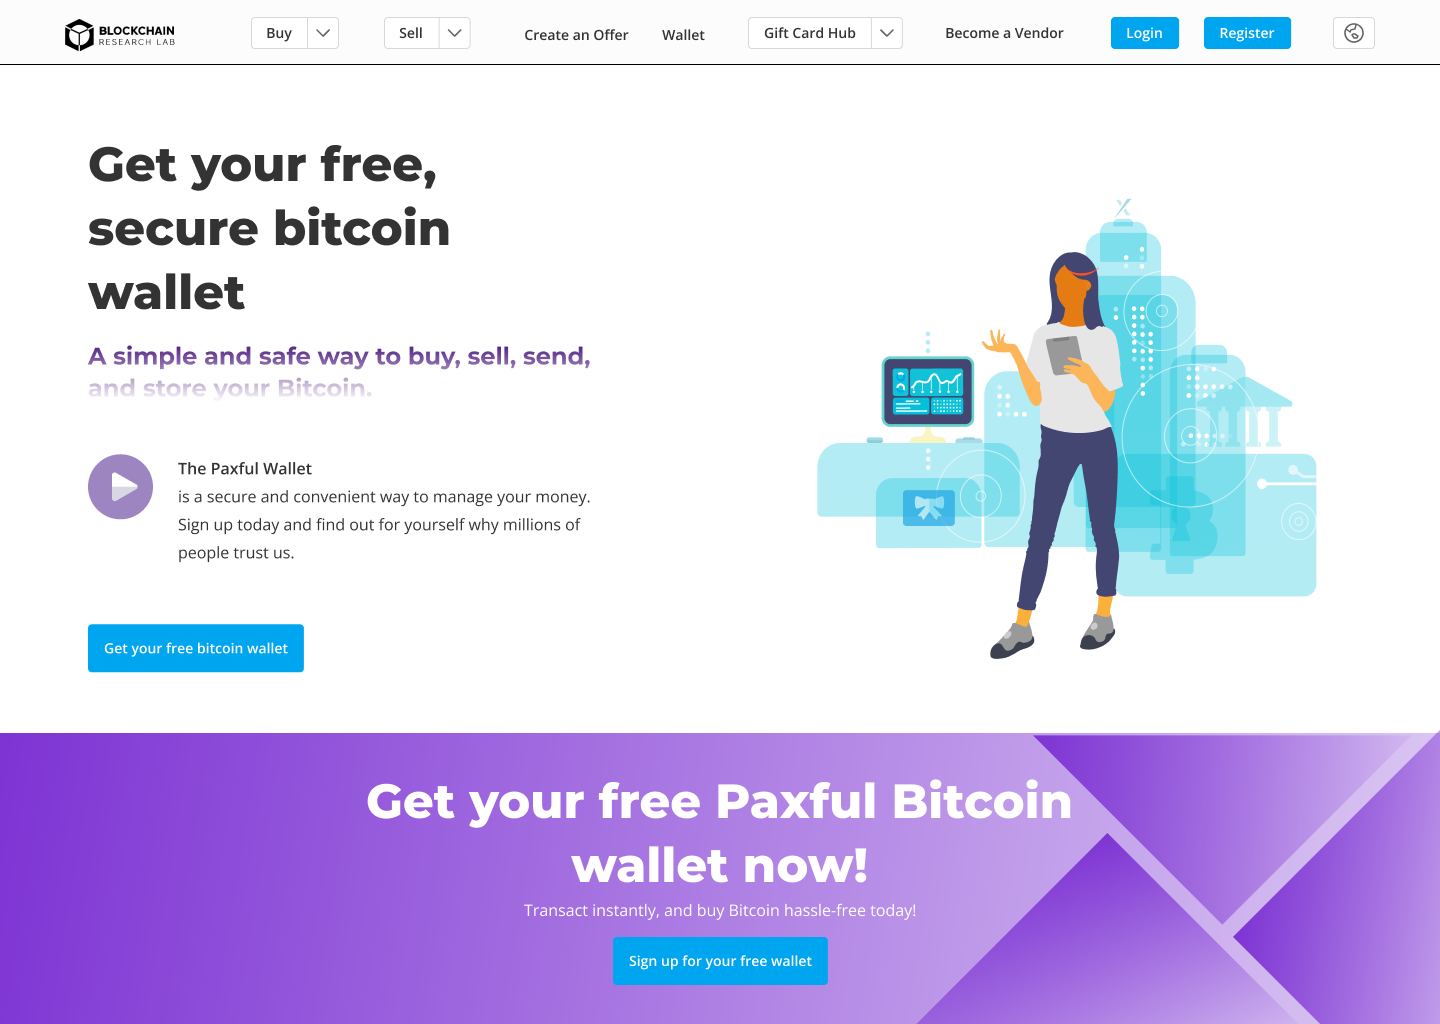 BLOCKCHAIN
RESEARCH LAB
Buy
Sell
Create an Offer
Wallet
Gift Card Hub
Become a Vendor
Login
Register
Get your free,
secure bitcoin
wallet
A simple and safe way to buy, sell, send,
and store your Bitcoin.
The Paxful Wallet
is a secure and convenient way to manage your money.
Sign up today and find out for yourself why millions of
people trust us.
Get your free bitcoin wallet
Get your free Paxful Bitcoin
wallet now!
Transact instantly, and buy Bitcoin hassle-free today!
Sign up for your free wallet